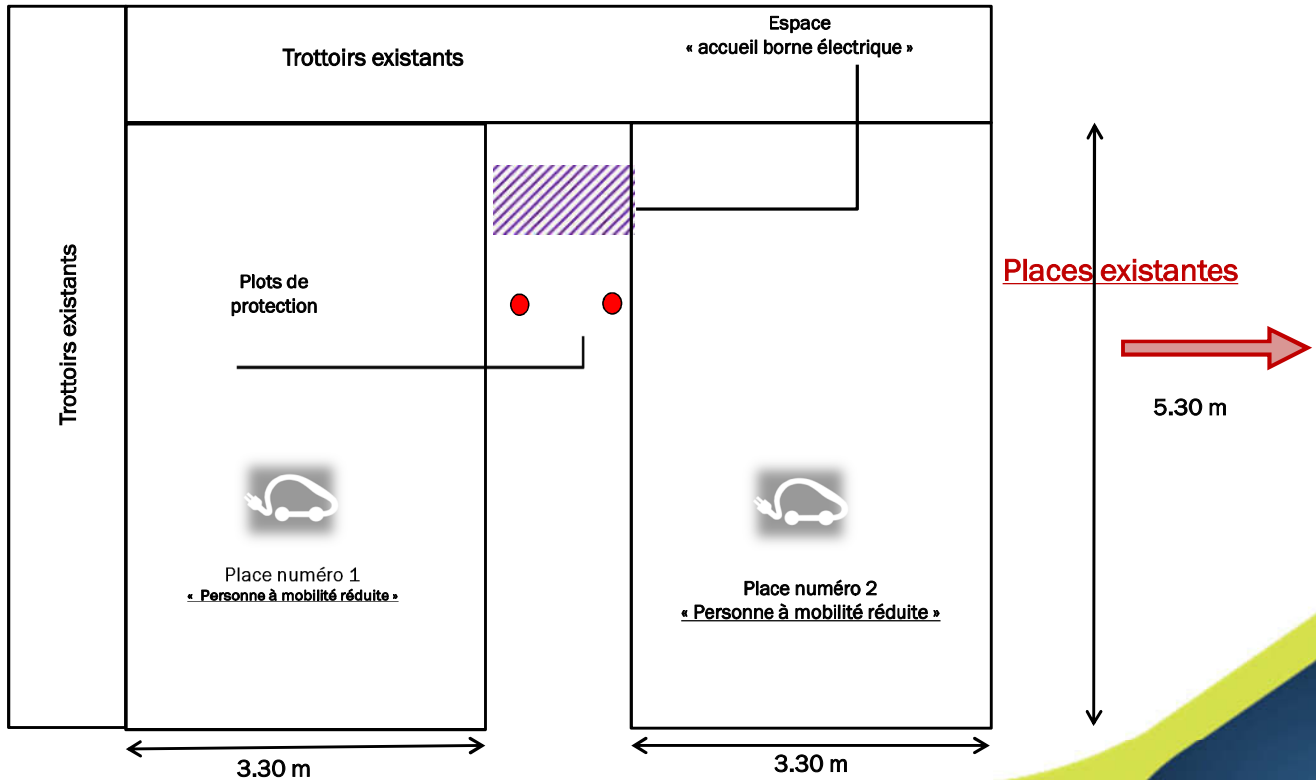 Espace
« accueil borne électrique »
Trottoirs existants
Trottoirs existants
Places existantes
Plots de
protection
5.30 m
Place numéro 1
« Personne à mobilité réduite »
Place numéro 2
« Personne à mobilité réduite »
3.30 m
3.30 m